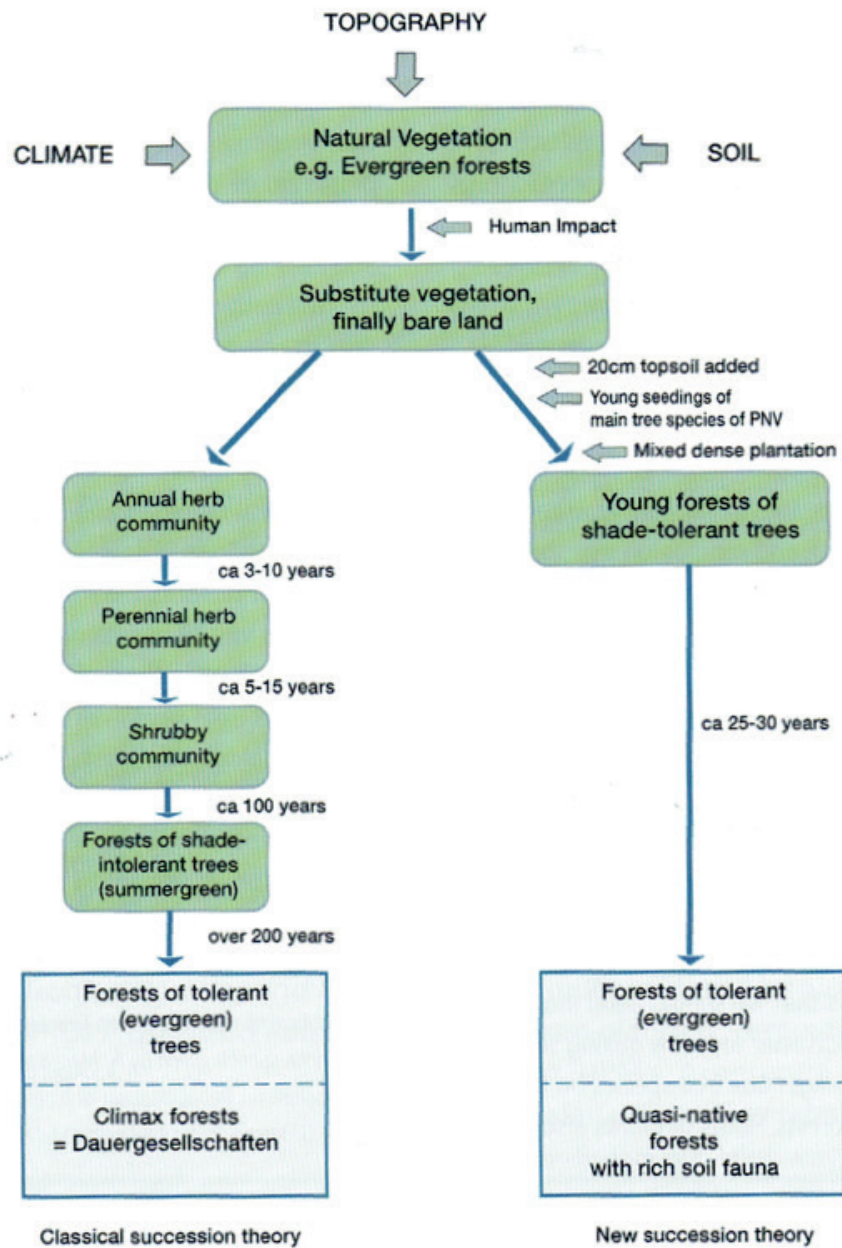 TOPOGRAPHY
CLIMATE
Natural Vegetation
e.g. Evergreen forests
SOIL
Human Impact
Substitute vegetation,
finally bare land
20cm topsoil added
Young seedings of
main tree species of PNV
Mixed dense plantation
Annual herb
community
ca 3-10 years
Perennial herb
community
ca 5-15 years
Shrubby
community
ca 100 years
Forests of shade-
intolerant trees
(summergreen)
over 200 years
Forests of tolerant
(evergreen)
trees
Climax forests
= Dauergesellschaften
Classical succession theory
Young forests of
shade-tolerant trees
ca 25-30 years
Forests of tolerant
(evergreen)
trees
Quasi-native
forests
with rich soil fauna
New succession theory